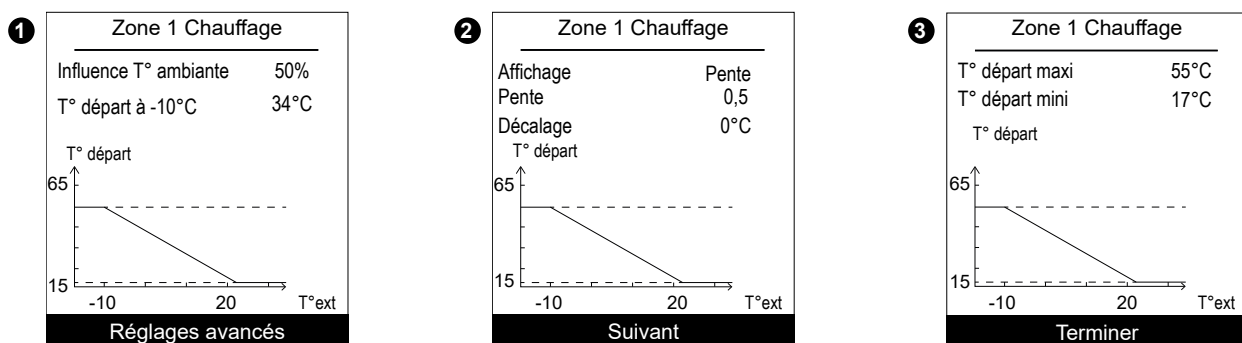 1
Zone 1 Chauffage
Influence T° ambiante 50%
T° départ à -10°C 34°C
T° départ
65
15
-10 20 T°ext
Réglages avancés
2
Zone 1 Chauffage
Affichage Pente
Pente 0,5
Décalage 0°C
T° départ
65
15
-10 20 T°ext
Suivant
3
Zone 1 Chauffage
T° départ maxi 55°C
T° départ mini 17°C
T° départ
65
15
-10 20 T°ext
Terminer